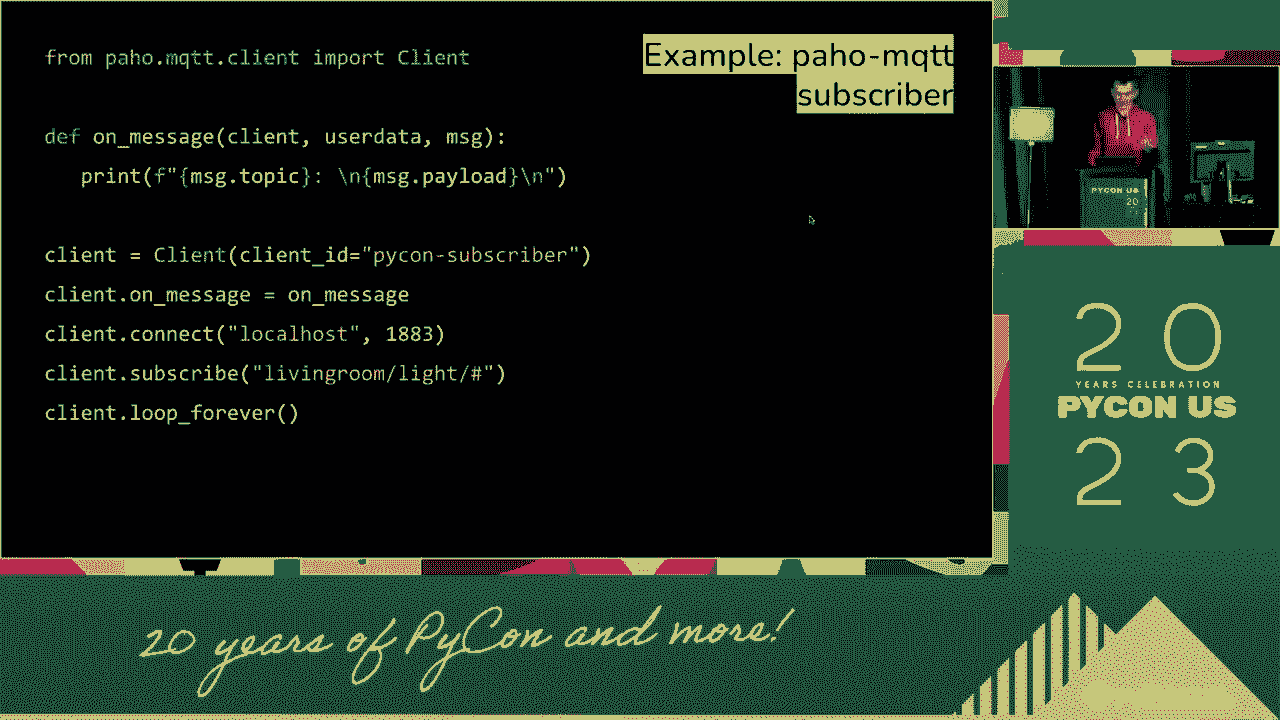 from paho.mqtt.client import Client
Example: paho-mqtt
subscriber
def on_message(client, userdata, msg):
print(f"{msg.topic}: \n{msg.payload}\n")
client = Client(client_id="pycon-subscriber")
client.on_message = on_message
client.connect("localhost", 1883)
client.subscribe("livingroom/light/#")
client.loop_forever()
PYCON US
20
20
YEARS CELEBRATION
PYCON US
23
20 years of PyCon and more!